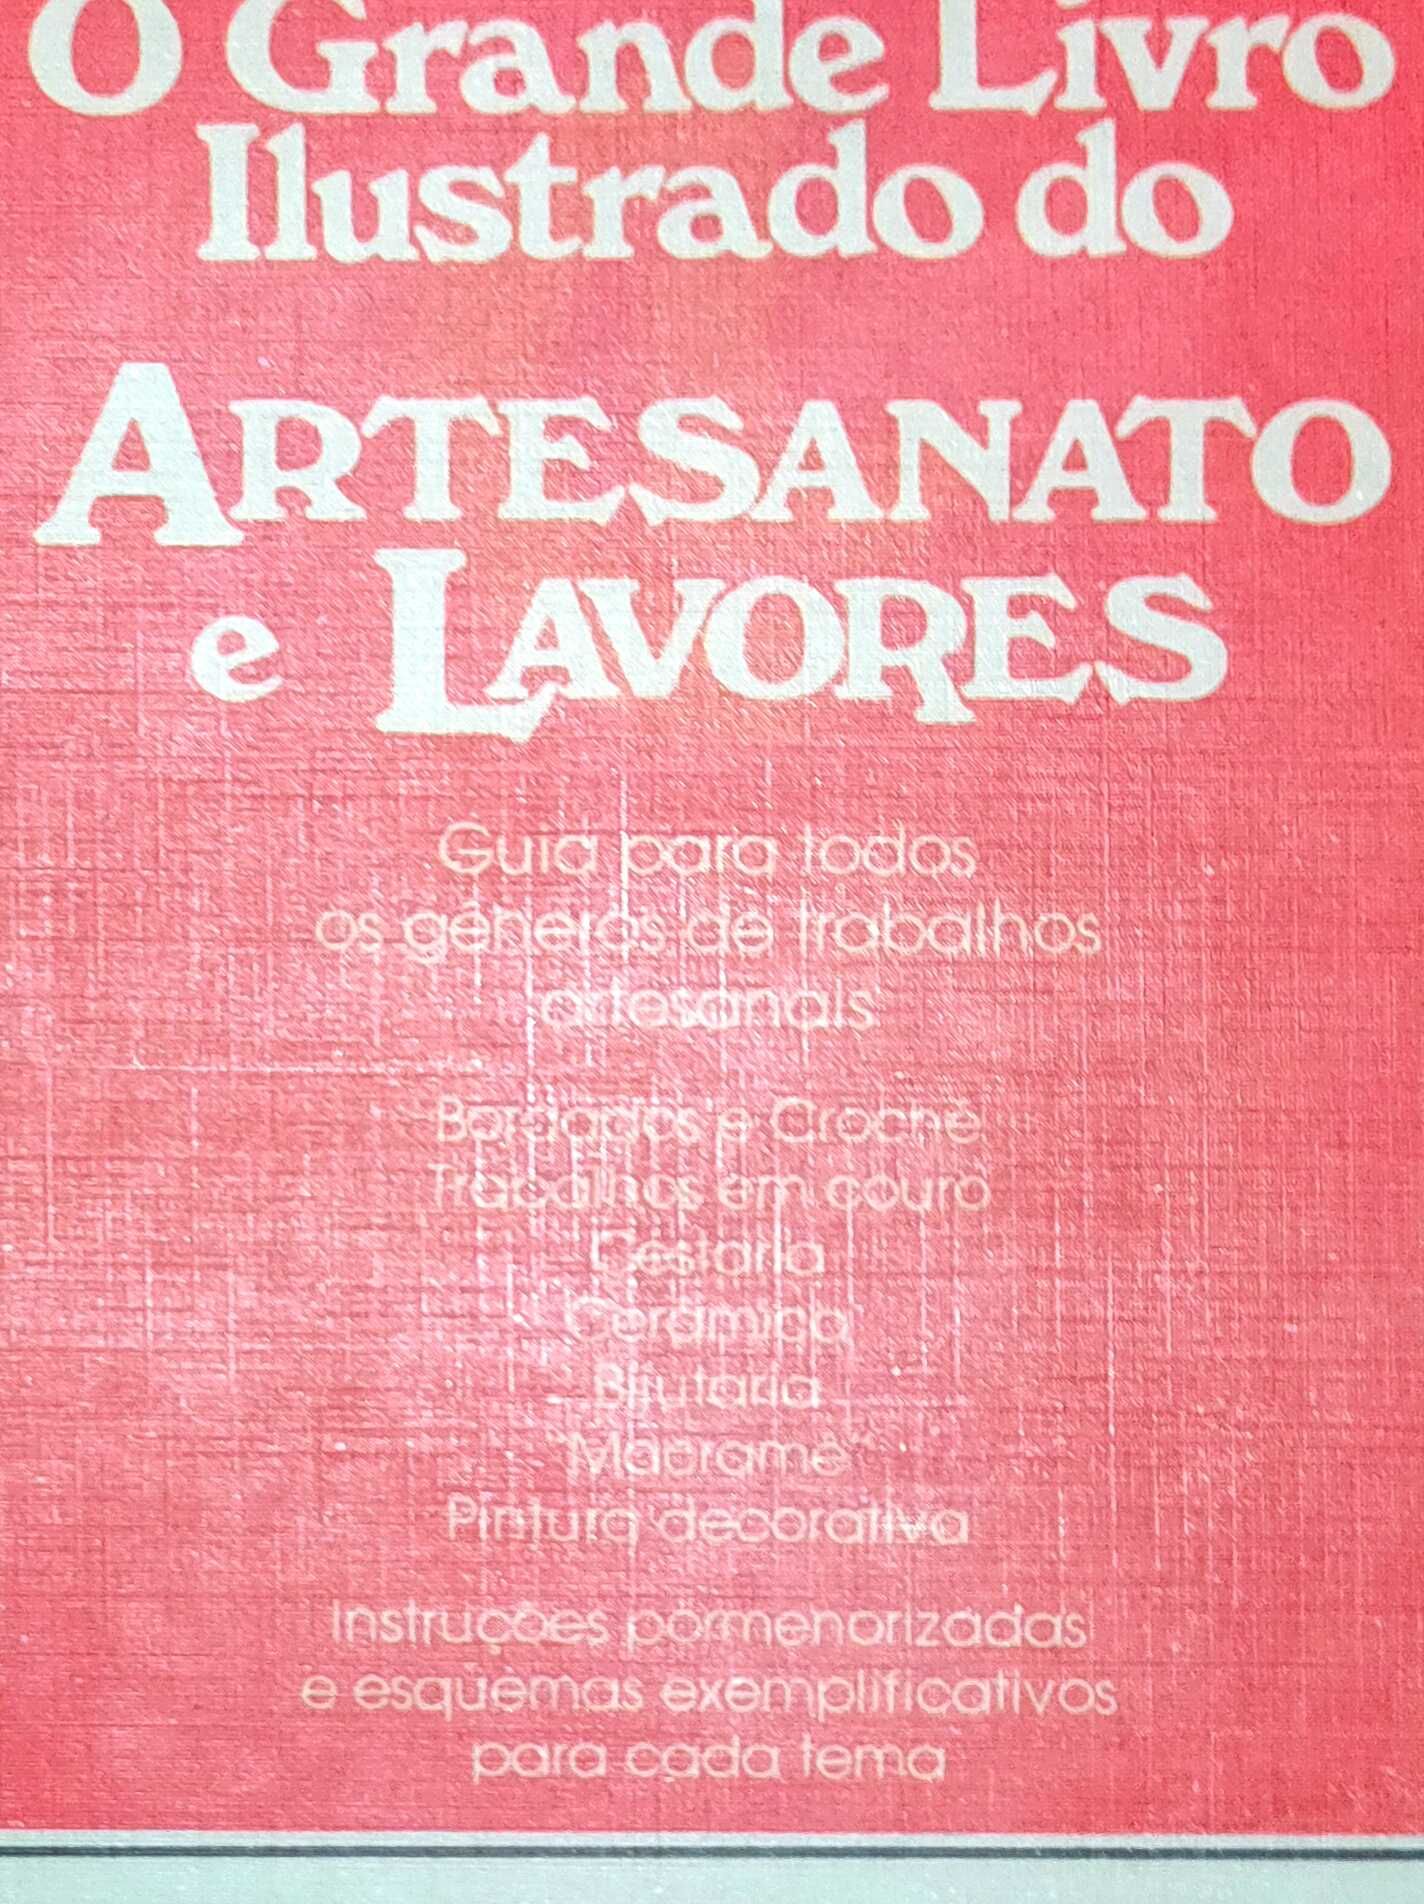 O Grande Livro
Ilustrado do
ARTESANATO
e LAVORES
Guia para todos
os géneros de trabalhos
artesanais
Bordados e Croché
Trabalhos em couro
Cestaria
Cerâmica
Bijutaria
"Macramé"
Pintura decorativa
Instruções pormenorizadas
e esquemas exemplificativos
para cada tema